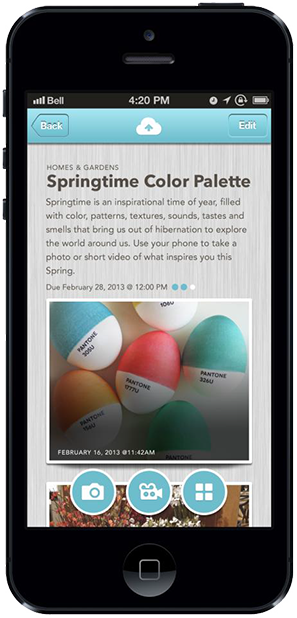 Bell 4:20 PM
Back Edit
HOMES & GARDENS
Springtime Color Palette
Springtime is an inspirational time of year, filled
with color, patterns, textures, sounds, tastes and
smells that bring us out of hibernation to explore
the world around us. Use your phone to take a
photo or short video of what inspires you this
Spring.
Due February 28, 2013 @ 12:00 PM
106U
PANTONE
305U
PANTONE
1777U
PANTONE
326U
PANTONE
FEBRUARY 16, 2013 @11:42AM